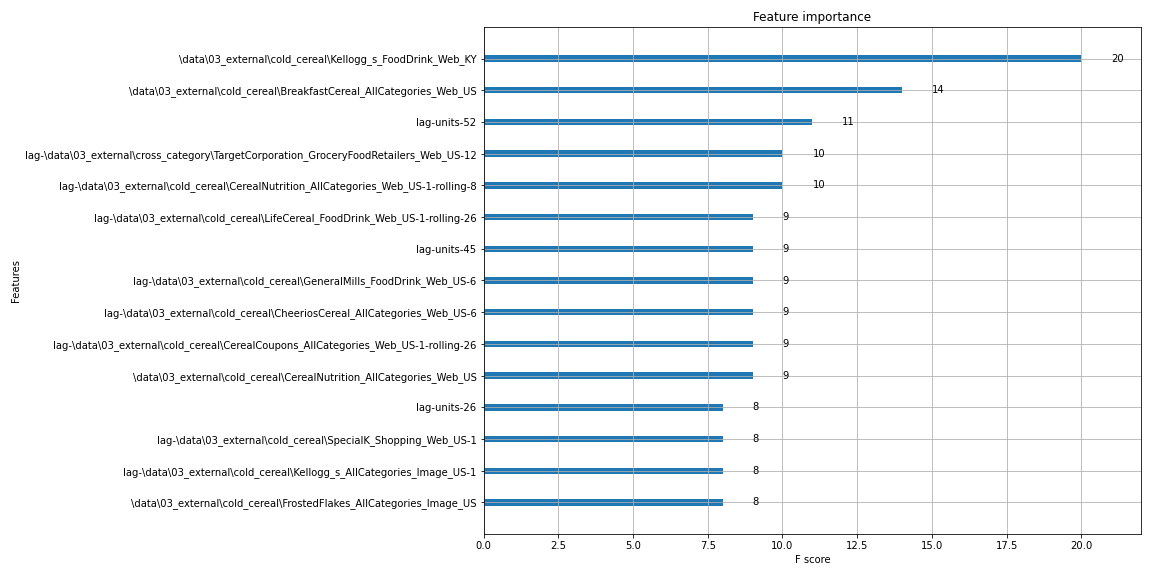 Feature importance
\data\03_external\cold_cereal\Kellogg_s_FoodDrink_Web_KY
20
\data\03_external\cold_cereal\BreakfastCereal_AllCategories_Web_US
14
lag-units-52
11
lag-\data\03_external\cross_category\TargetCorporation_GroceryFoodRetailers_Web_US-12
10
lag-\data\03_external\cold_cereal\CerealNutrition_AllCategories_Web_US-1-rolling-8
10
lag-\data\03_external\cold_cereal\LifeCereal_FoodDrink_Web_US-1-rolling-26
9
lag-units-45
9
lag-\data\03_external\cold_cereal\GeneralMills_FoodDrink_Web_US-6
9
lag-\data\03_external\cold_cereal\CheeriosCereal_AllCategories_Web_US-6
9
lag-\data\03_external\cold_cereal\CerealCoupons_AllCategories_Web_US-1-rolling-26
9
\data\03_external\cold_cereal\CerealNutrition_AllCategories_Web_US
9
lag-units-26
8
lag-\data\03_external\cold_cereal\SpecialK_Shopping_Web_US-1
8
lag-\data\03_external\cold_cereal\Kellogg_s_AllCategories_Image_US-1
8
\data\03_external\cold_cereal\FrostedFlakes_AllCategories_Image_US
8
Features
0.0 2.5 5.0 7.5 10.0 12.5 15.0 17.5 20.0
F score